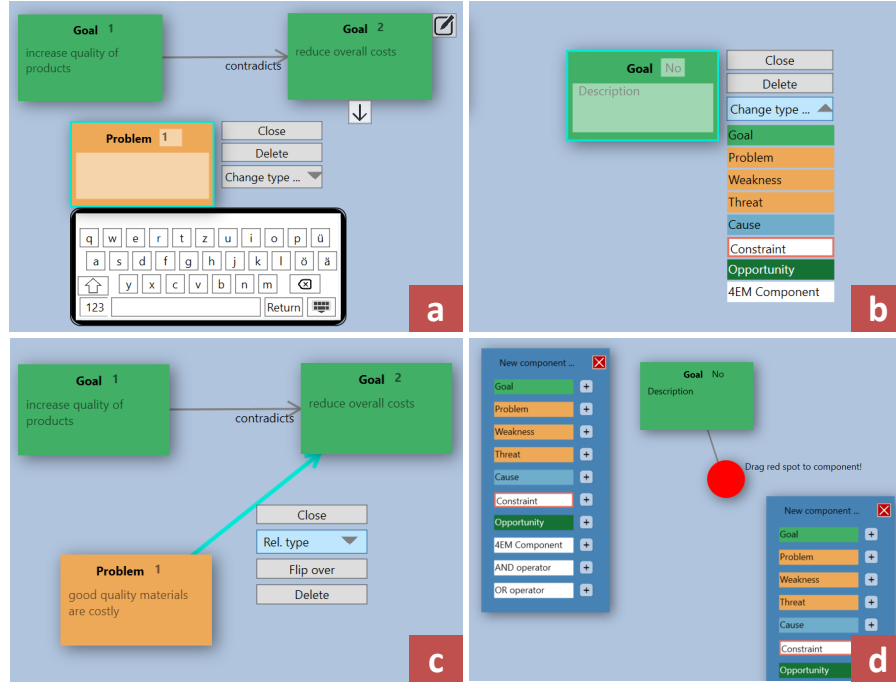 Goal 1
increase quality of
products
contradicts
Goal 2
reduce overall costs
Problem 1
Close
Delete
Change type ...
q w e r t z u i o p ü
a s d f g h j k l ö ä
y x c v b n m
123
Return
a
Goal No
Description
Close
Delete
Change type ...
Goal
Problem
Weakness
Threat
Cause
Constraint
Opportunity
4EM Component
b
Goal 1
increase quality of
products
contradicts
Goal 2
reduce overall costs
Close
Rel. type
Flip over
Delete
Problem 1
good quality materials
are costly
c
New component ...
Goal +
Problem +
Weakness +
Threat +
Cause +
Constraint +
Opportunity +
4EM Component +
AND operator +
OR operator +
Goal No
Description
Drag red spot to component!
New component ...
Goal +
Problem +
Weakness +
Threat +
Cause +
Constraint
Opportunity
d